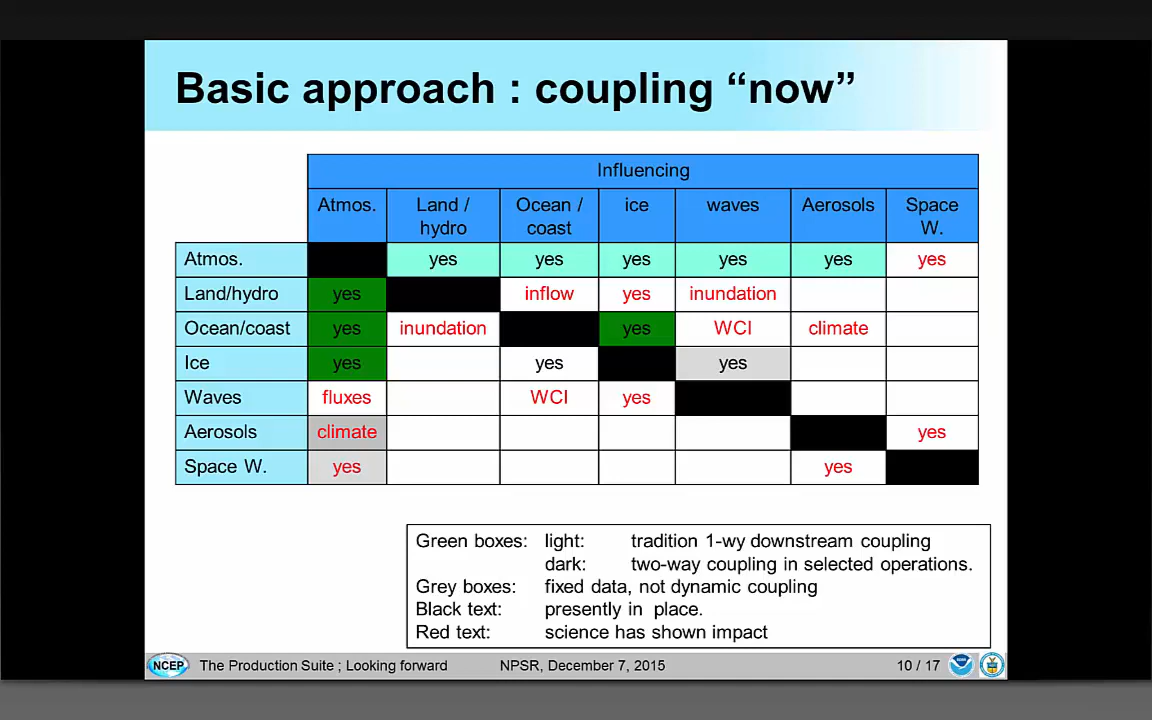 Basic approach : coupling “now”
Influencing
Atmos. Land / hydro Ocean / coast ice waves Aerosols Space W.
Atmos. yes yes yes yes yes yes
Land/hydro yes inflow yes inundation
Ocean/coast yes inundation yes WCI climate
Ice yes yes yes
Waves fluxes WCI yes
Aerosols climate yes
Space W. yes yes
Green boxes: light: tradition 1-wy downstream coupling
dark: two-way coupling in selected operations.
Grey boxes: fixed data, not dynamic coupling
Black text: presently in place.
Red text: science has shown impact
NCEP The Production Suite ; Looking forward NPSR, December 7, 2015 10 / 17